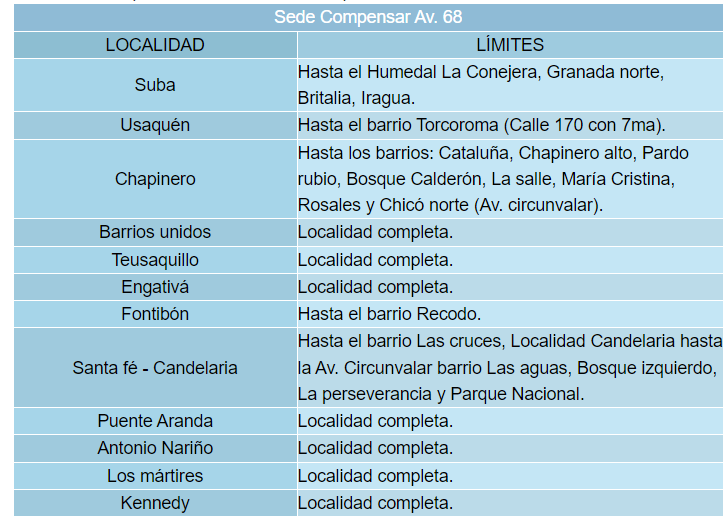 Sede Compensar Av. 68
LOCALIDAD LÍMITES
Suba Hasta el Humedal La Conejera, Granada norte,
Britalia, Iragua.
Usaquén Hasta el barrio Torcoroma (Calle 170 con 7ma).
Chapinero Hasta los barrios: Cataluña, Chapinero alto, Pardo
rubio, Bosque Calderón, La salle, María Cristina,
Rosales y Chicó norte (Av. circunvalar).
Barrios unidos Localidad completa.
Teusaquillo Localidad completa.
Engativá Localidad completa.
Fontibón Hasta el barrio Recodo.
Santa fé - Candelaria Hasta el barrio Las cruces, Localidad Candelaria hasta
la Av. Circunvalar barrio Las aguas, Bosque izquierdo,
La perseverancia y Parque Nacional.
Puente Aranda Localidad completa.
Antonio Nariño Localidad completa.
Los mártires Localidad completa.
Kennedy Localidad completa.